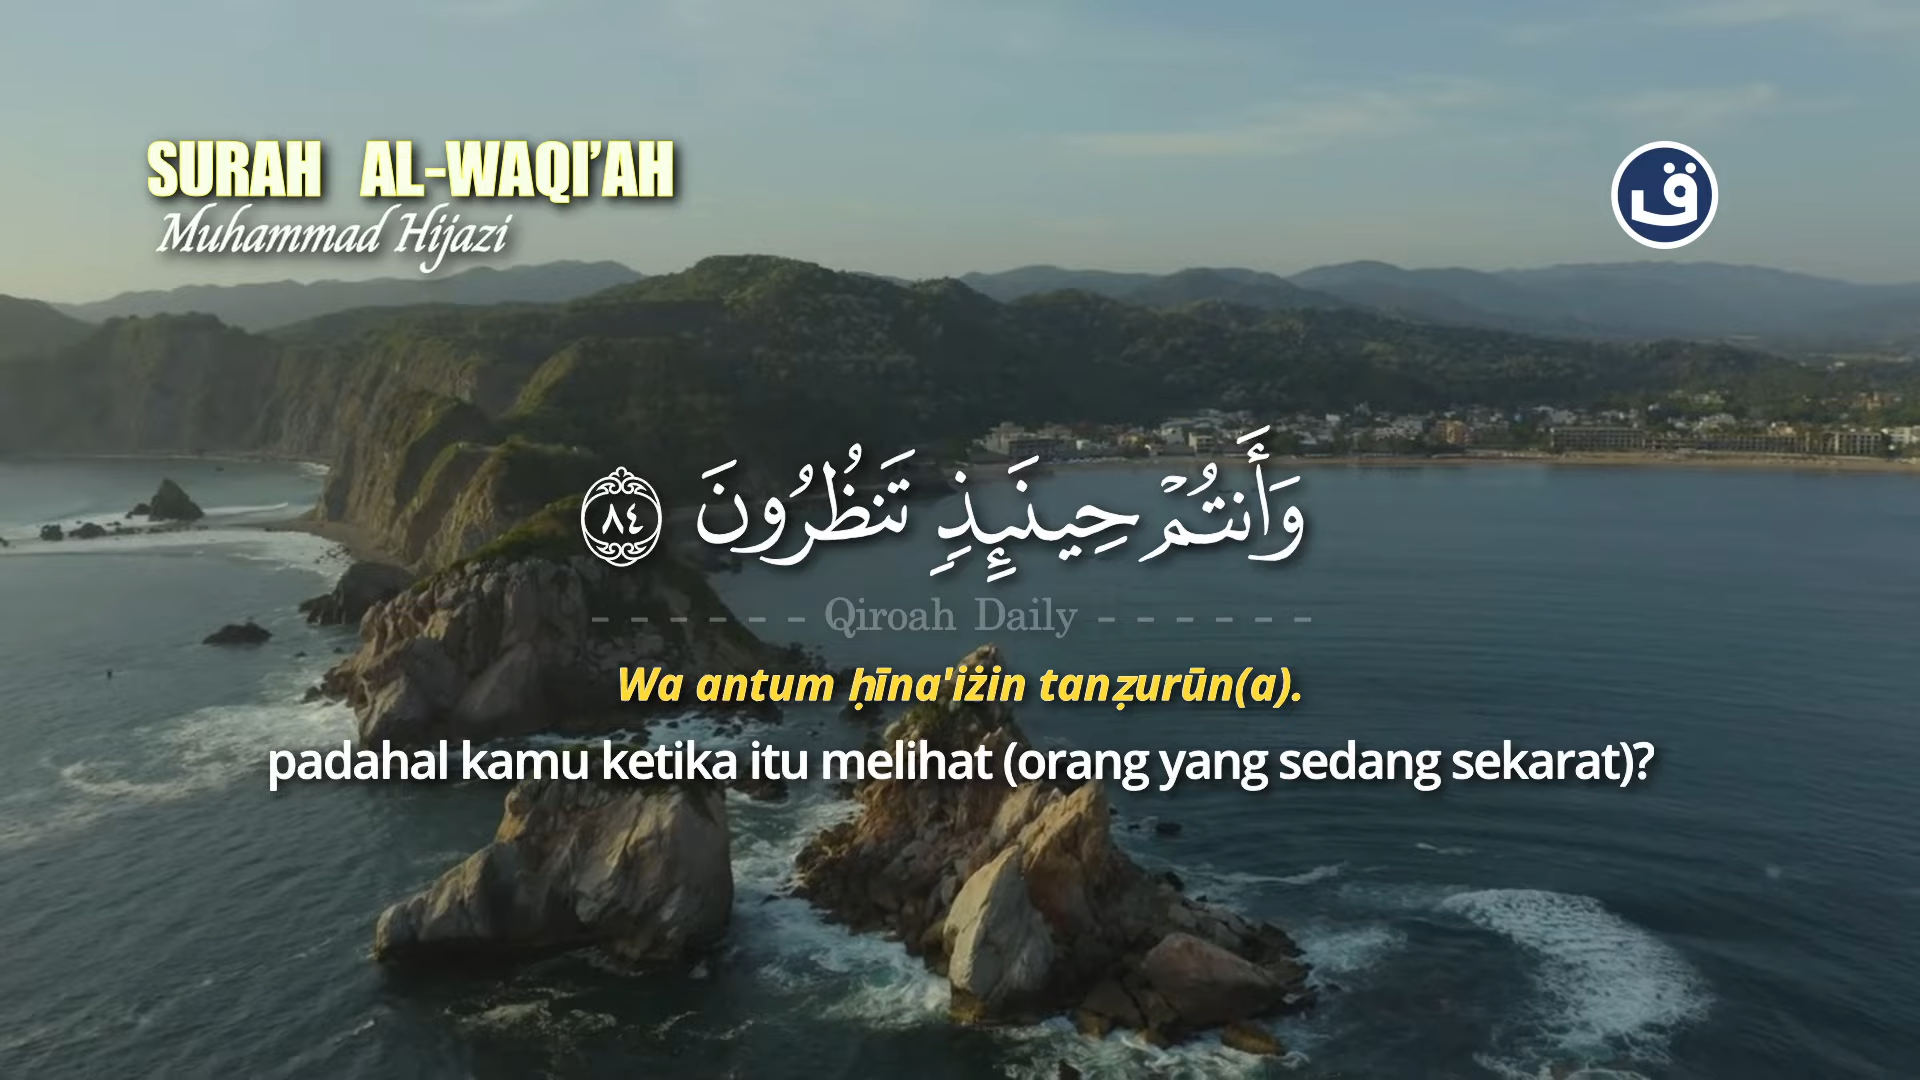 SURAH AL-WAQI’AH
Muhammad Hijazi
ق
وَأَنتُمْ حِينَئِذٍ تَنظُرُونَ ٨٤
- - - - - - Qiroah Daily - - - - - -
Wa antum ḥīna'iżin tanẓurūn(a).
padahal kamu ketika itu melihat (orang yang sedang sekarat)?